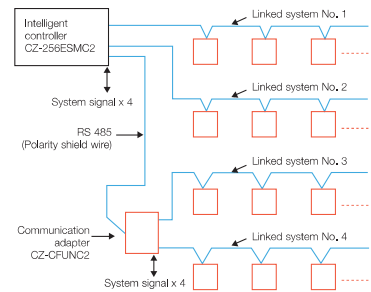 Intelligent
controller
CZ-256ESMC2
Linked system No. 1
Linked system No. 2
System signal x 4
RS 485
(Polarity shield wire)
Linked system No. 3
Communication
adapter
CZ-CFUNC2
Linked system No. 4
System signal x 4